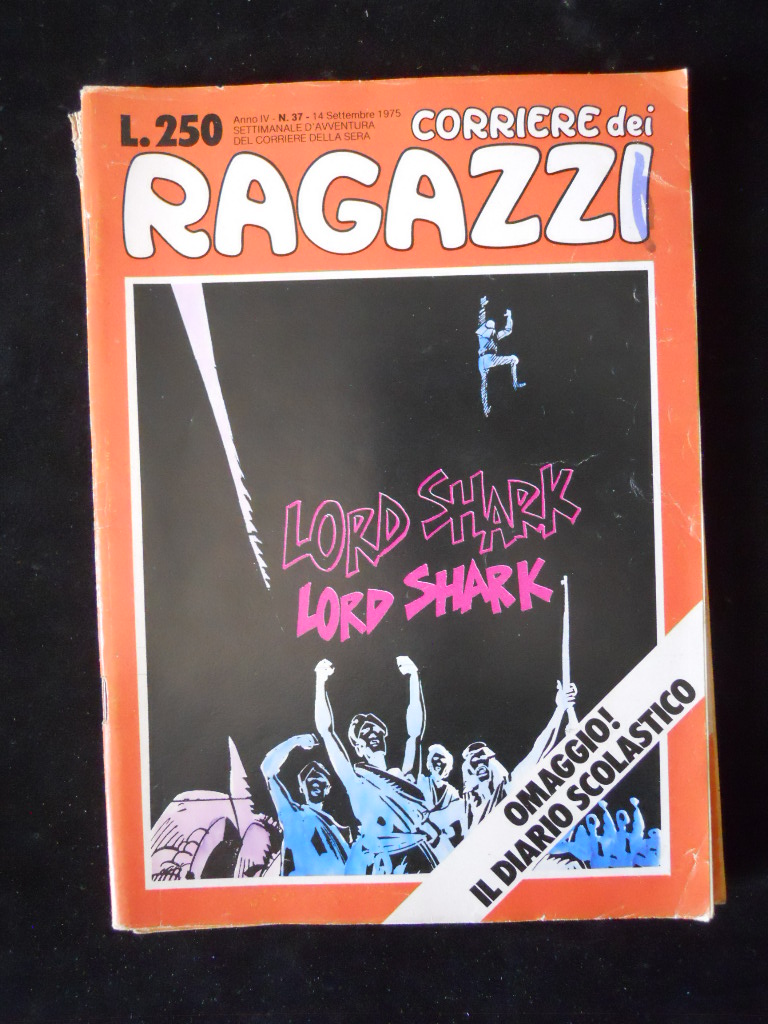 L.250
Anno IV - N. 37 - 14 Settembre 1975
SETTIMANALE D'AVVENTURA
DEL CORRIERE DELLA SERA
CORRIERE dei
RAGAZZI
LORD SHARK
LORD SHARK
OMAGGIO!
IL DIARIO SCOLASTICO